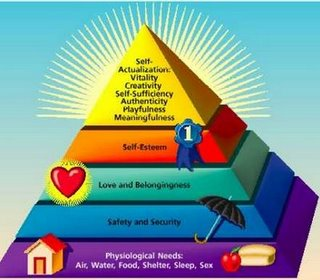 Self-
Actualization:
Vitality
Creativity
Self-Sufficiency
Authenticity
Playfulness
Meaningfulness
1
Self-Esteem
Love and Belongingness
Safety and Security
Physiological Needs:
Air, Water, Food, Shelter, Sleep, Sex